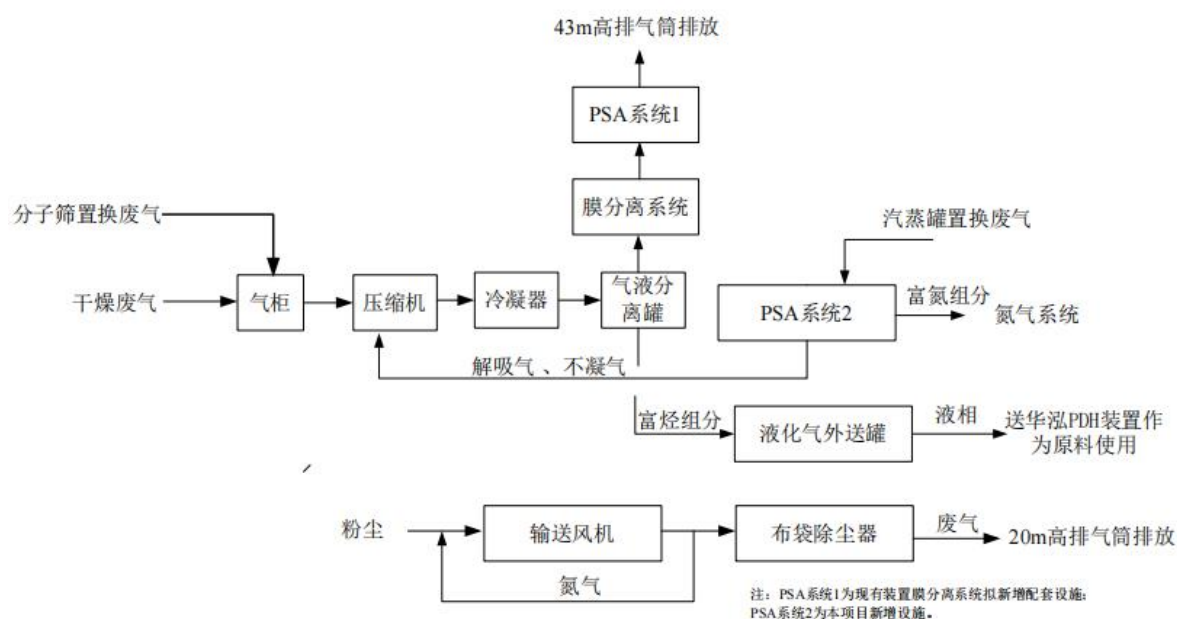 43m高排气筒排放
PSA系统1
膜分离系统
分子筛置换废气
汽蒸罐置换废气
干燥废气
气柜
压缩机
冷凝器
气液分
离罐
PSA系统2
富氮组分
氮气系统
解吸气 、不凝气
富烃组分
液化气外送罐
液相
送华泓PDH装置作
为原料使用
粉尘
输送风机
布袋除尘器
废气
20m高排气筒排放
氮气
注：PSA系统1为现有装置膜分离系统拟新增配套设施;
PSA系统2为本项目新增设施。